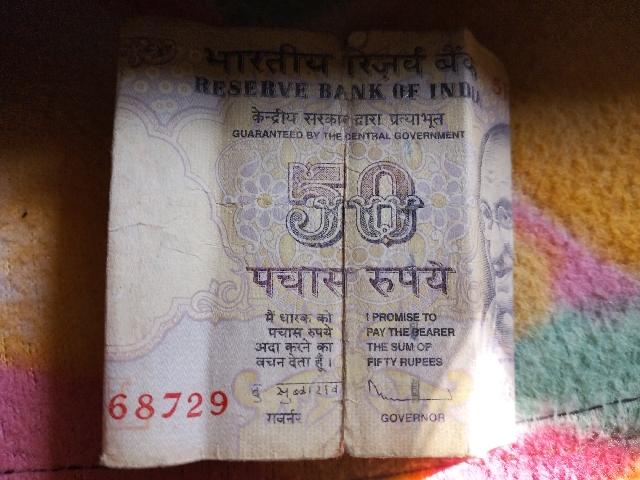 भारतीय रिज़र्व बैंक
RESERVE BANK OF INDIA
केन्द्रीय सरकार द्वारा प्रत्याभूत
GUARANTEED BY THE CENTRAL GOVERNMENT
50
पचास रुपये
मैं धारक को
पचास रुपये
अदा करने का
वचन देता हूँ।
I PROMISE TO
PAY THE BEARER
THE SUM OF
FIFTY RUPEES
68729
गवर्नर
GOVERNOR